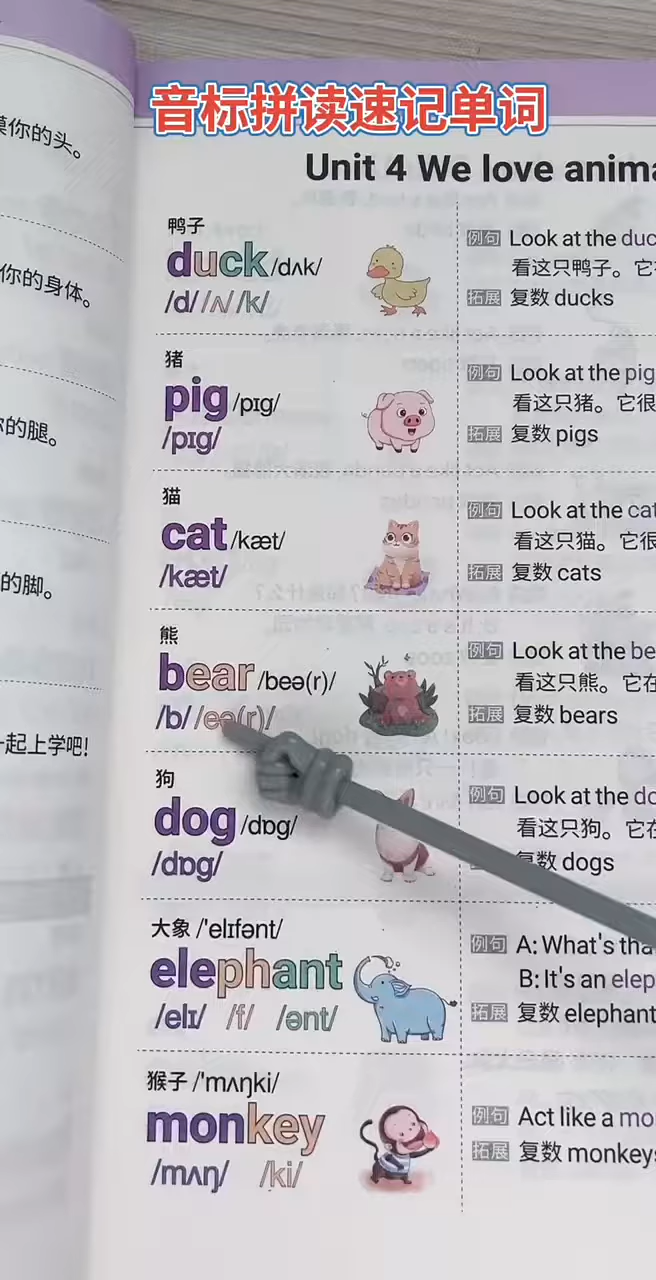 音标拼读速记单词
摸你的头。
你的身体。
你的腿。
的脚。
一起上学吧!
Unit 4 We love anima
鸭子
duck /dʌk/
/d/ /ʌ/ /k/
例句 Look at the duc
看这只鸭子。它在
拓展 复数 ducks
猪
pig /pɪg/
/pɪg/
例句 Look at the pig
看这只猪。它很
拓展 复数 pigs
猫
cat /kæt/
/kæt/
例句 Look at the cat
看这只猫。它很
拓展 复数 cats
熊
bear /beə(r)/
/b/ /eə(r)/
例句 Look at the be
看这只熊。它在
拓展 复数 bears
狗
dog /dɒg/
/dɒg/
例句 Look at the do
看这只狗。它在
复数 dogs
大象 /'elɪfənt/
elephant
/elɪ/ /f/ /ənt/
例句 A: What's tha
B: It's an elep
拓展 复数 elephant
猴子 /'mʌŋki/
monkey
/mʌŋ/ /ki/
例句 Act like a mo
拓展 复数 monkeys